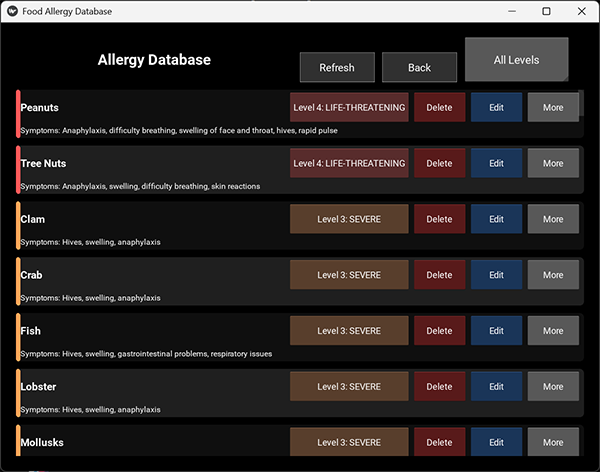 Food Allergy Database
Allergy Database
Refresh
Back
All Levels
Peanuts
Level 4: LIFE-THREATENING
Delete
Edit
More
Symptoms: Anaphylaxis, difficulty breathing, swelling of face and throat, hives, rapid pulse
Tree Nuts
Level 4: LIFE-THREATENING
Delete
Edit
More
Symptoms: Anaphylaxis, swelling, difficulty breathing, skin reactions
Clam
Level 3: SEVERE
Delete
Edit
More
Symptoms: Hives, swelling, anaphylaxis
Crab
Level 3: SEVERE
Delete
Edit
More
Symptoms: Hives, swelling, anaphylaxis
Fish
Level 3: SEVERE
Delete
Edit
More
Symptoms: Hives, swelling, gastrointestinal problems, respiratory issues
Lobster
Level 3: SEVERE
Delete
Edit
More
Symptoms: Hives, swelling, anaphylaxis
Mollusks
Level 3: SEVERE
Delete
Edit
More